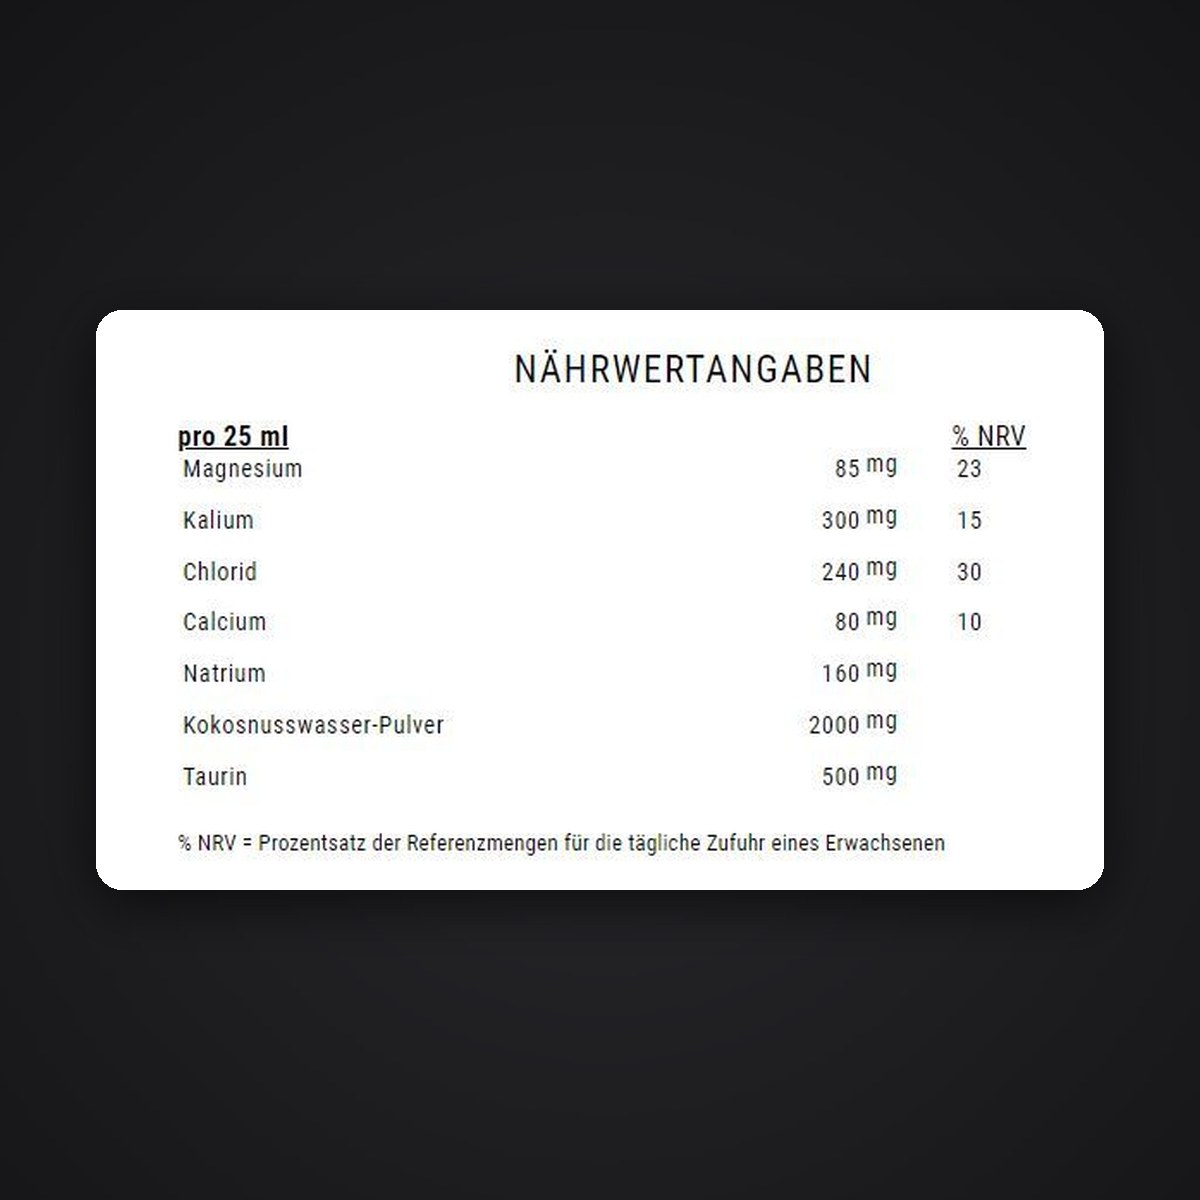 NÄHRWERTANGABEN
pro 25 ml % NRV
Magnesium 85 mg 23
Kalium 300 mg 15
Chlorid 240 mg 30
Calcium 80 mg 10
Natrium 160 mg
Kokosnusswasser-Pulver 2000 mg
Taurin 500 mg
% NRV = Prozentsatz der Referenzmengen für die tägliche Zufuhr eines Erwachsenen